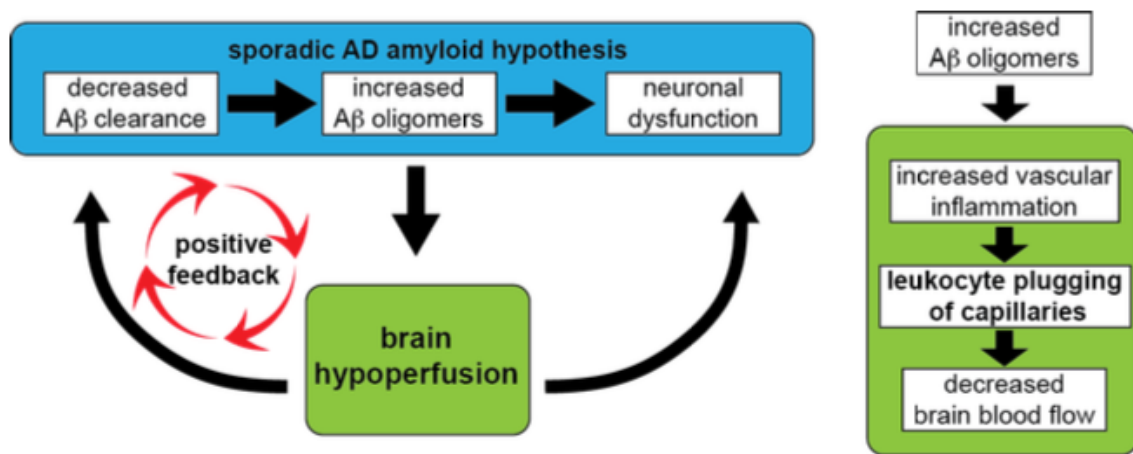 sporadic AD amyloid hypothesis
decreased
Aβ clearance
increased
Aβ oligomers
neuronal
dysfunction
positive
feedback
brain
hypoperfusion
increased
Aβ oligomers
increased vascular
inflammation
leukocyte plugging
of capillaries
decreased
brain blood flow